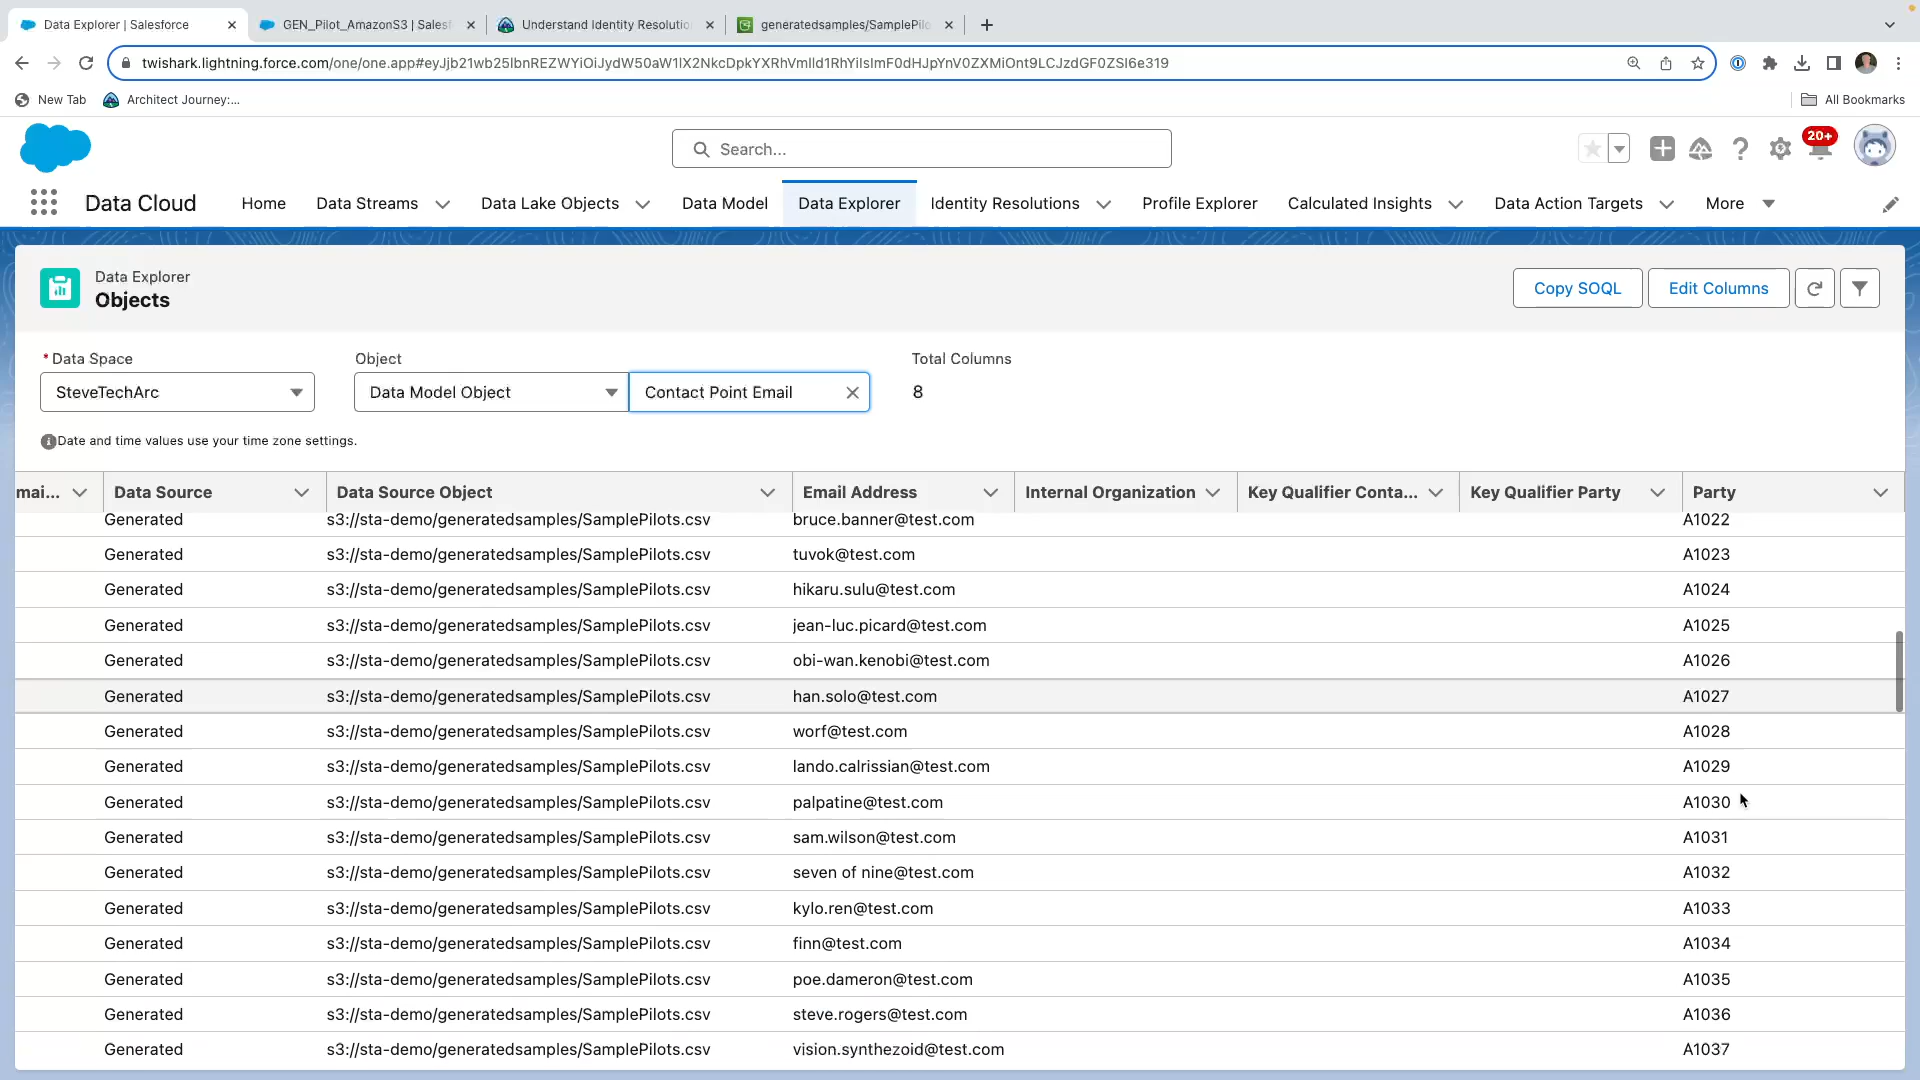 Data Explorer | Salesforce
GEN_Pilot_AmazonS3 | Salesf
Understand Identity Resolutio
generatedsamples/SamplePilo
twishark.lightning.force.com/one/one.app#eyJjb21wb25lbnREZWYiOiJydW50aW1lX2NkcDpkYXRhVmlld1RhYiIsImF0dHJpYnV0ZXMiOnt9LCJzdGF0ZSI6e319
New Tab
Architect Journey:...
All Bookmarks
Search...
20+
Data Cloud
Home
Data Streams
Data Lake Objects
Data Model
Data Explorer
Identity Resolutions
Profile Explorer
Calculated Insights
Data Action Targets
More
Data Explorer
Objects
Copy SOQL
Edit Columns
* Data Space
Object
Total Columns
SteveTechArc
Data Model Object
Contact Point Email
8
Date and time values use your time zone settings.
mai... Data Source Data Source Object Email Address Internal Organization Key Qualifier Conta... Key Qualifier Party Party
Generated s3://sta-demo/generatedsamples/SamplePilots.csv bruce.banner@test.com A1022
Generated s3://sta-demo/generatedsamples/SamplePilots.csv tuvok@test.com A1023
Generated s3://sta-demo/generatedsamples/SamplePilots.csv hikaru.sulu@test.com A1024
Generated s3://sta-demo/generatedsamples/SamplePilots.csv jean-luc.picard@test.com A1025
Generated s3://sta-demo/generatedsamples/SamplePilots.csv obi-wan.kenobi@test.com A1026
Generated s3://sta-demo/generatedsamples/SamplePilots.csv han.solo@test.com A1027
Generated s3://sta-demo/generatedsamples/SamplePilots.csv worf@test.com A1028
Generated s3://sta-demo/generatedsamples/SamplePilots.csv lando.calrissian@test.com A1029
Generated s3://sta-demo/generatedsamples/SamplePilots.csv palpatine@test.com A1030
Generated s3://sta-demo/generatedsamples/SamplePilots.csv sam.wilson@test.com A1031
Generated s3://sta-demo/generatedsamples/SamplePilots.csv seven of nine@test.com A1032
Generated s3://sta-demo/generatedsamples/SamplePilots.csv kylo.ren@test.com A1033
Generated s3://sta-demo/generatedsamples/SamplePilots.csv finn@test.com A1034
Generated s3://sta-demo/generatedsamples/SamplePilots.csv poe.dameron@test.com A1035
Generated s3://sta-demo/generatedsamples/SamplePilots.csv steve.rogers@test.com A1036
Generated s3://sta-demo/generatedsamples/SamplePilots.csv vision.synthezoid@test.com A1037